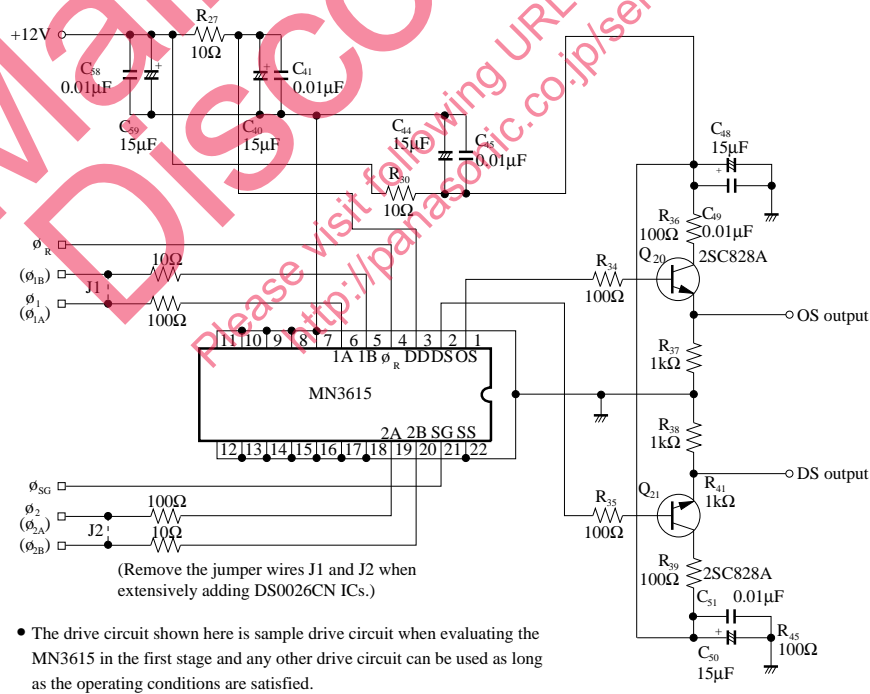 +12V
R27
10Ω
C58
0.01µF
C59
15µF
C40
15µF
C41
0.01µF
C44
15µF
C45
0.01µF
R30
10Ω
C48
15µF
C49
0.01µF
R36
100Ω
Q20
2SC828A
R34
100Ω
OS output
R37
1kΩ
R38
1kΩ
DS output
R41
1kΩ
Q21
R35
100Ω
R39
100Ω
2SC828A
C51
0.01µF
C50
15µF
R45
100Ω
øR
(ø1B)
J1
ø1
(ø1A)
10Ω
100Ω
11 10 9 8 7 6 5 4 3 2 1
1A 1B øR DD DS OS
MN3615
2A 2B SG SS
12 13 14 15 16 17 18 19 20 21 22
øSG
ø2
(ø2A)
J2
(ø2B)
100Ω
10Ω
(Remove the jumper wires J1 and J2 when
extensively adding DS0026CN ICs.)
• The drive circuit shown here is sample drive circuit when evaluating the
MN3615 in the first stage and any other drive circuit can be used as long
as the operating conditions are satisfied.
Please visit following URL
http://panasonic.co.jp/se